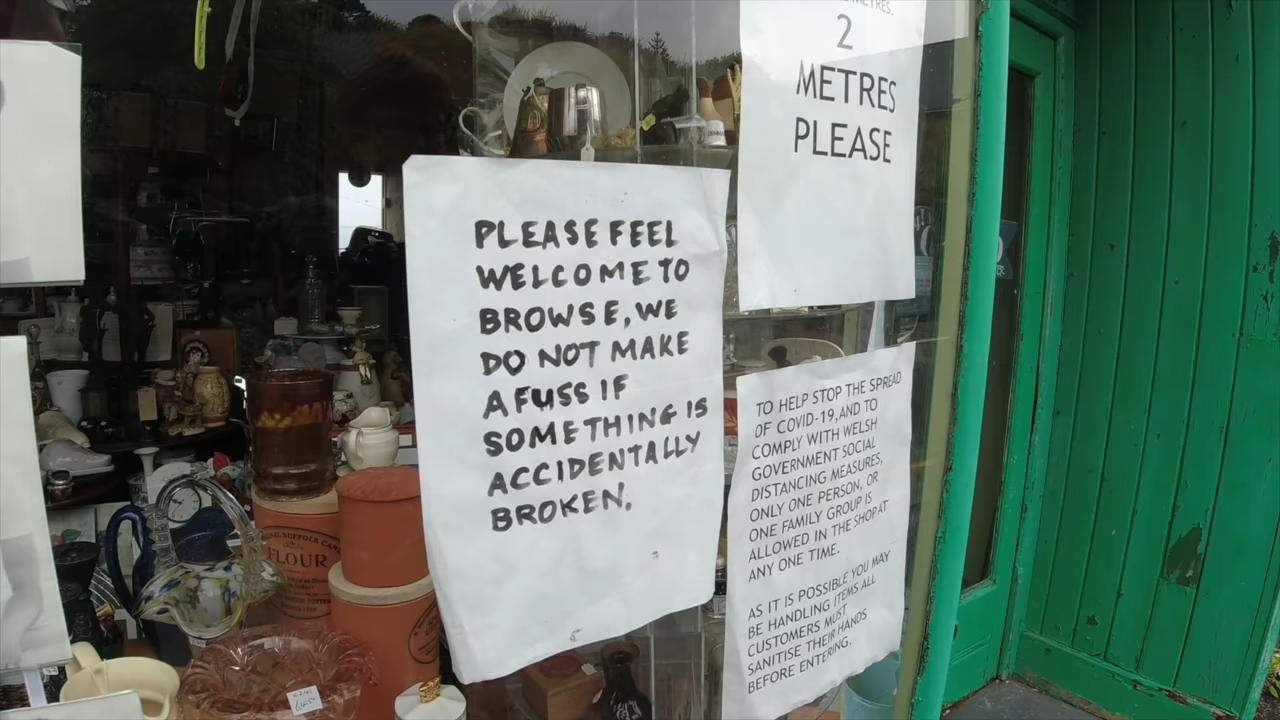 METRES.
2
METRES
PLEASE
PLEASE FEEL
WELCOME TO
BROWSE, WE
DO NOT MAKE
A FUSS IF
SOMETHING IS
ACCIDENTALLY
BROKEN.
TO HELP STOP THE SPREAD
OF COVID-19, AND TO
COMPLY WITH WELSH
GOVERNMENT SOCIAL
DISTANCING MEASURES,
ONLY ONE PERSON, OR
ONE FAMILY GROUP IS
ALLOWED IN THE SHOP AT
ANY ONE TIME.
AS IT IS POSSIBLE YOU MAY
BE HANDLING ITEMS ALL
CUSTOMERS MUST
SANITISE THEIR HANDS
BEFORE ENTERING.
SUFFOLK
FLOUR